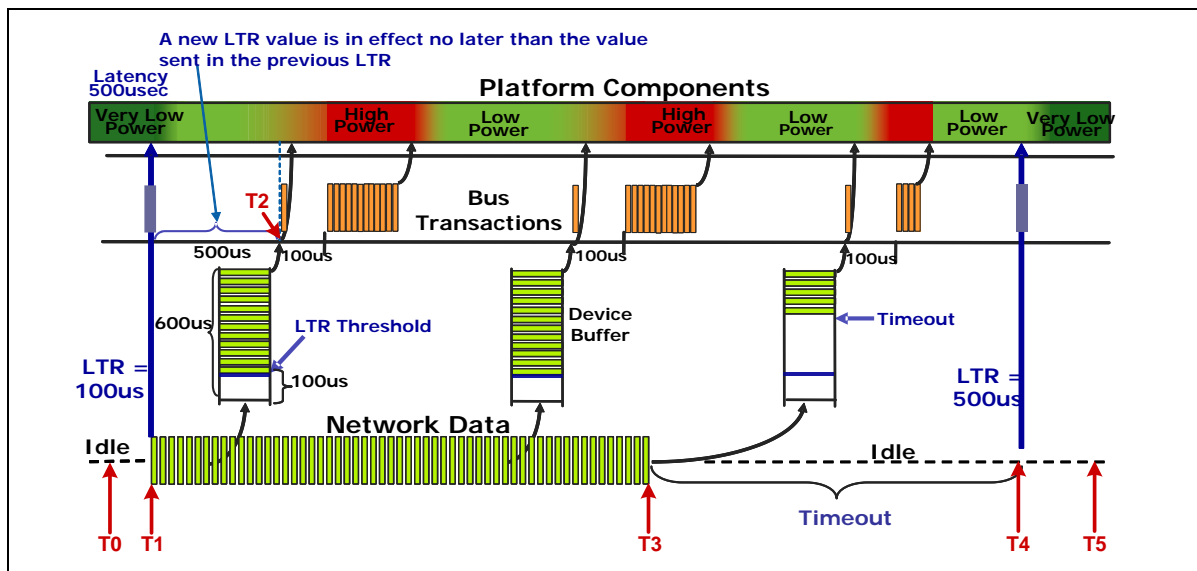 A new LTR value is in effect no later than the value
sent in the previous LTR
Latency
500usec
Platform Components
Very Low
Power
High
Power
Low
Power
High
Power
Low
Power
Low
Power
Very Low
Power
T2
Bus
Transactions
500us
100us
100us
100us
600us
LTR Threshold
100us
Device
Buffer
Timeout
LTR =
100us
LTR =
500us
Network Data
Idle
Idle
Timeout
T0
T1
T3
T4
T5